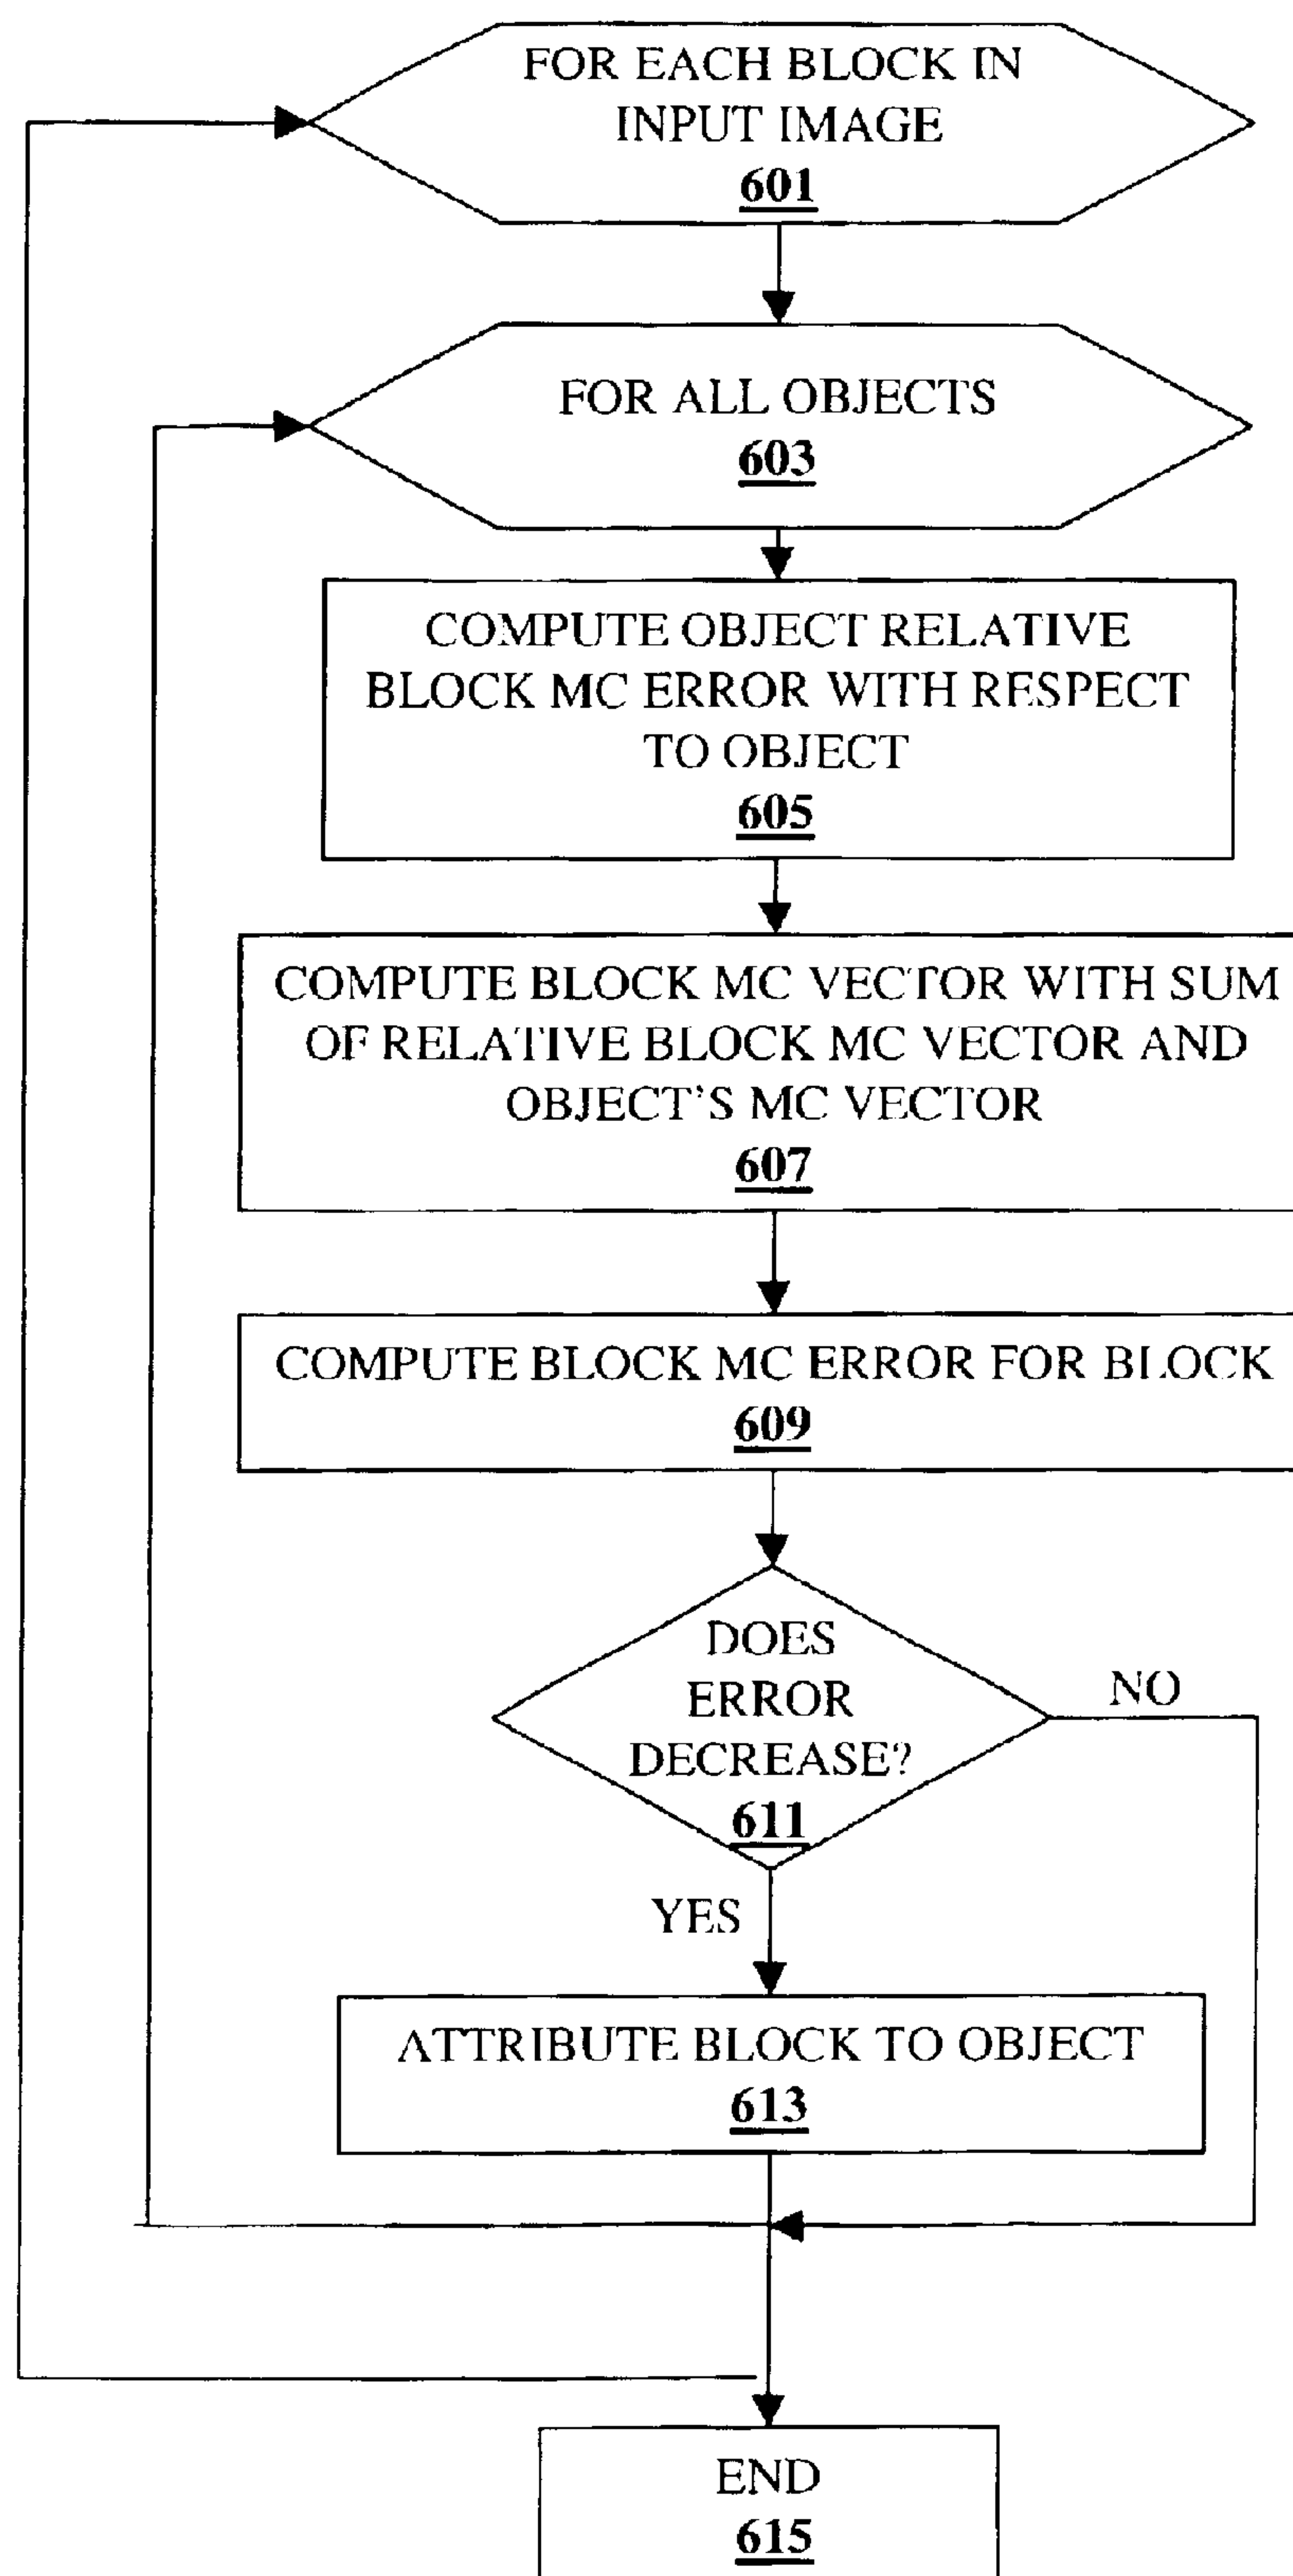 FOR EACH BLOCK IN
INPUT IMAGE
601
FOR ALL OBJECTS
603
COMPUTE OBJECT RELATIVE
BLOCK MC ERROR WITH RESPECT
TO OBJECT
605
COMPUTE BLOCK MC VECTOR WITH SUM
OF RELATIVE BLOCK MC VECTOR AND
OBJECT'S MC VECTOR
607
COMPUTE BLOCK MC ERROR FOR BLOCK
609
DOES
ERROR
DECREASE?
611
NO
YES
ATTRIBUTE BLOCK TO OBJECT
613
END
615